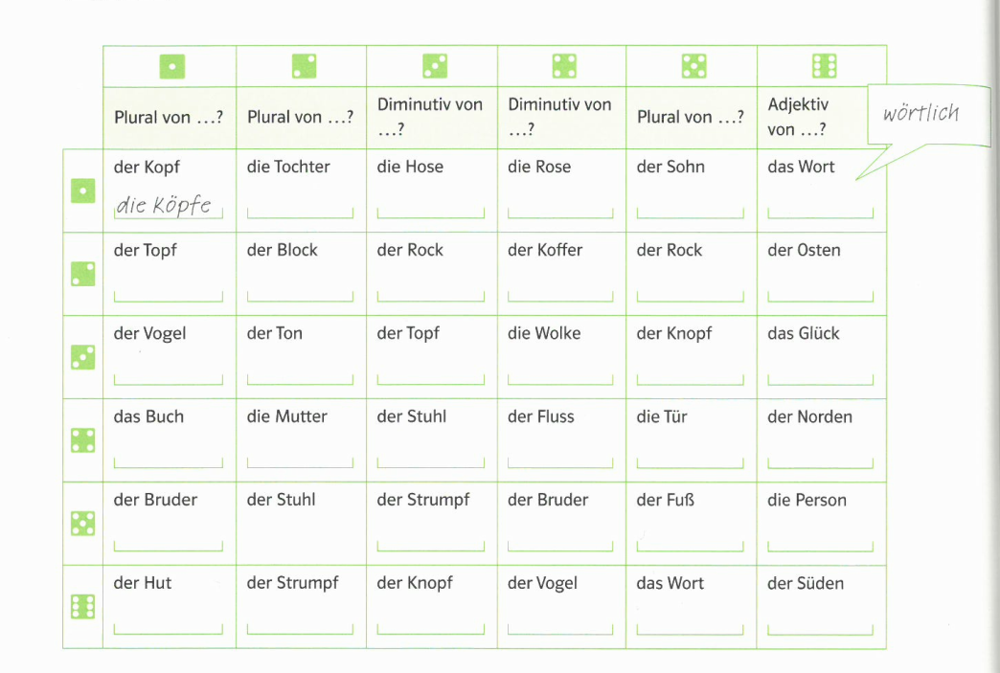 Plural von ...? Plural von ...? Diminutiv von ...? Diminutiv von ...? Plural von ...? Adjektiv von ...?
wörtlich
der Kopf die Tochter die Hose die Rose der Sohn das Wort
die Köpfe
der Topf der Block der Rock der Koffer der Rock der Osten
der Vogel der Ton der Topf die Wolke der Knopf das Glück
das Buch die Mutter der Stuhl der Fluss die Tür der Norden
der Bruder der Stuhl der Strumpf der Bruder der Fuß die Person
der Hut der Strumpf der Knopf der Vogel das Wort der Süden